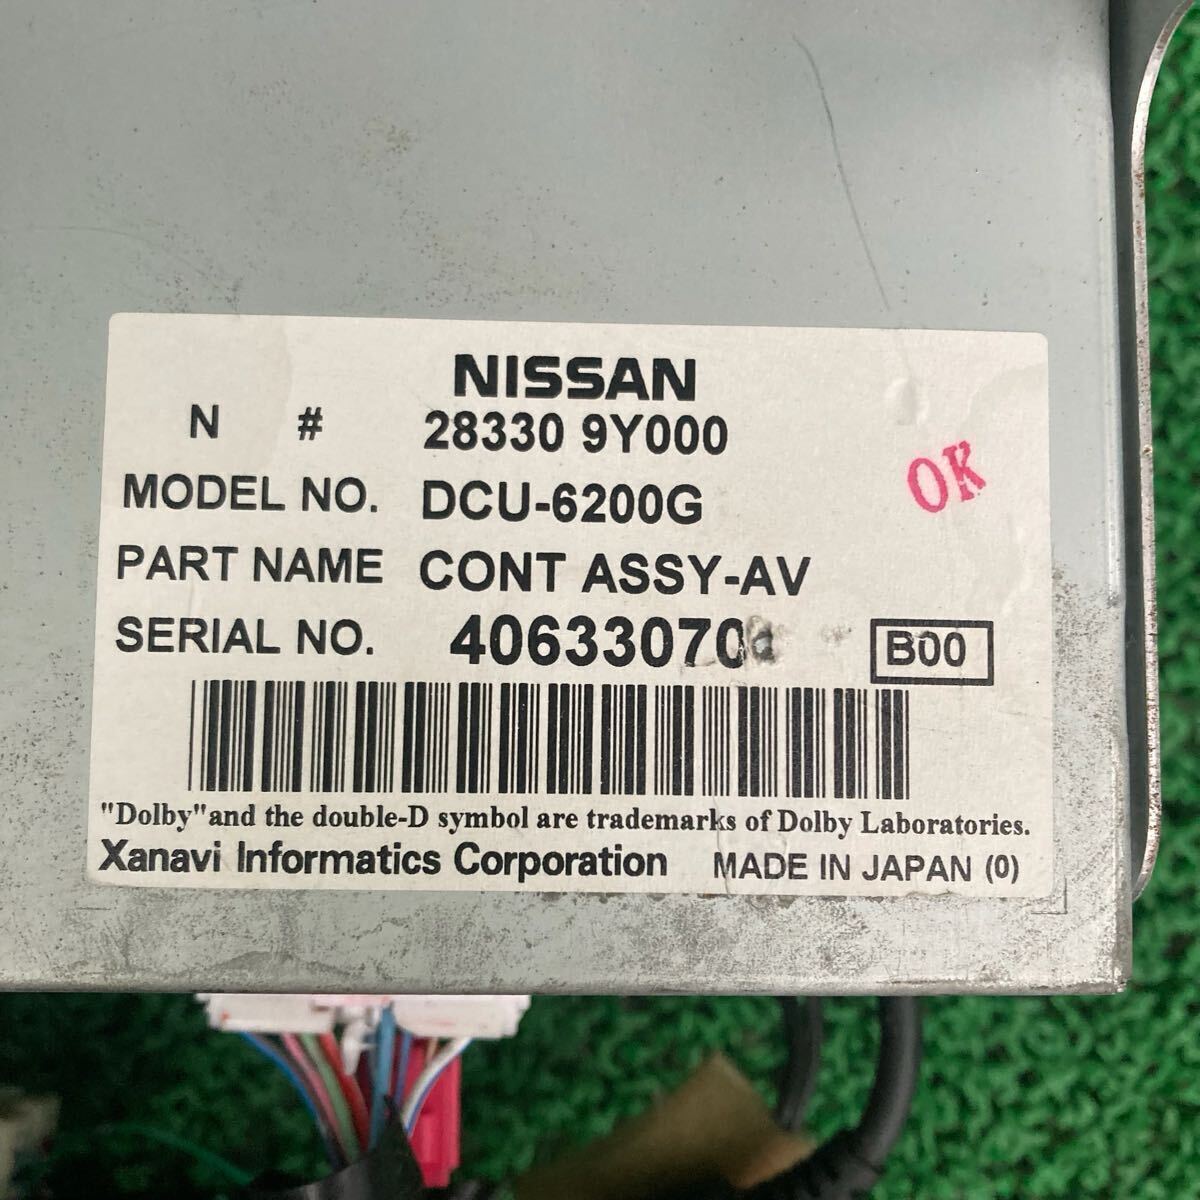 NISSAN
N # 28330 9Y000
OK
MODEL NO. DCU-6200G
PART NAME CONT ASSY-AV
SERIAL NO. 40633070
B00
"Dolby"and the double-D symbol are trademarks of Dolby Laboratories.
Xanavi Informatics Corporation MADE IN JAPAN (0)